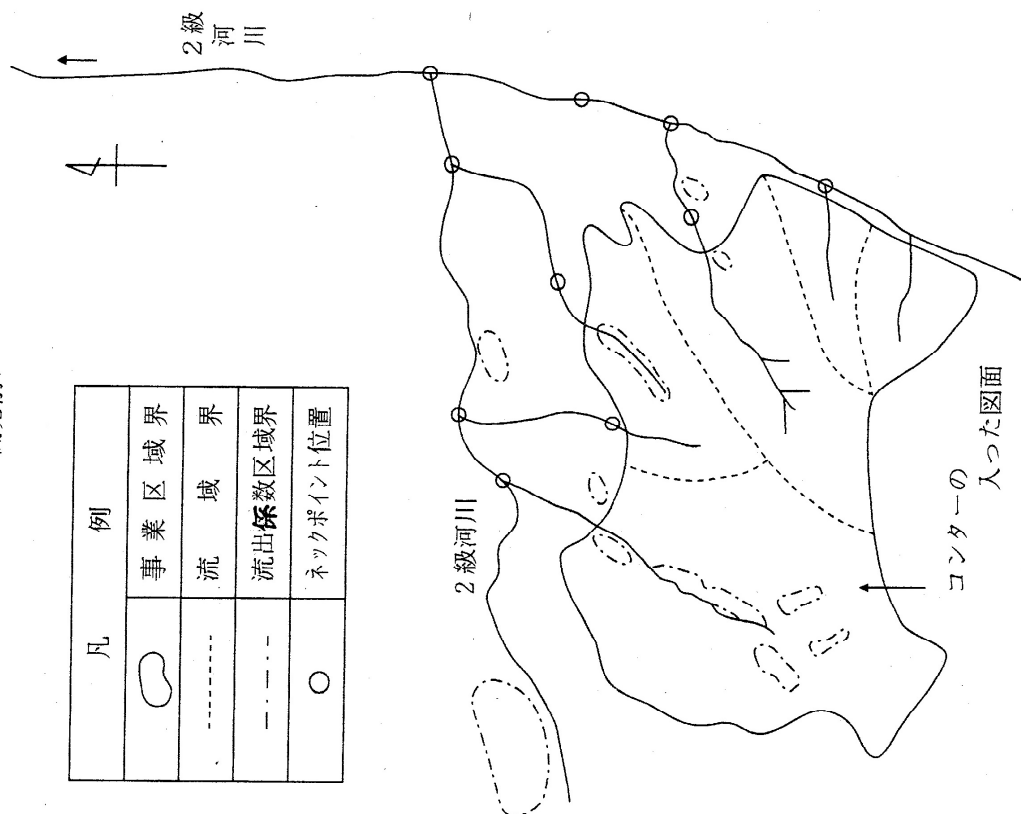 2級
河川
凡 例
事業区域界
流域界
流出係数区域界
ネックポイント位置
2級河川
コンターの
入った図面